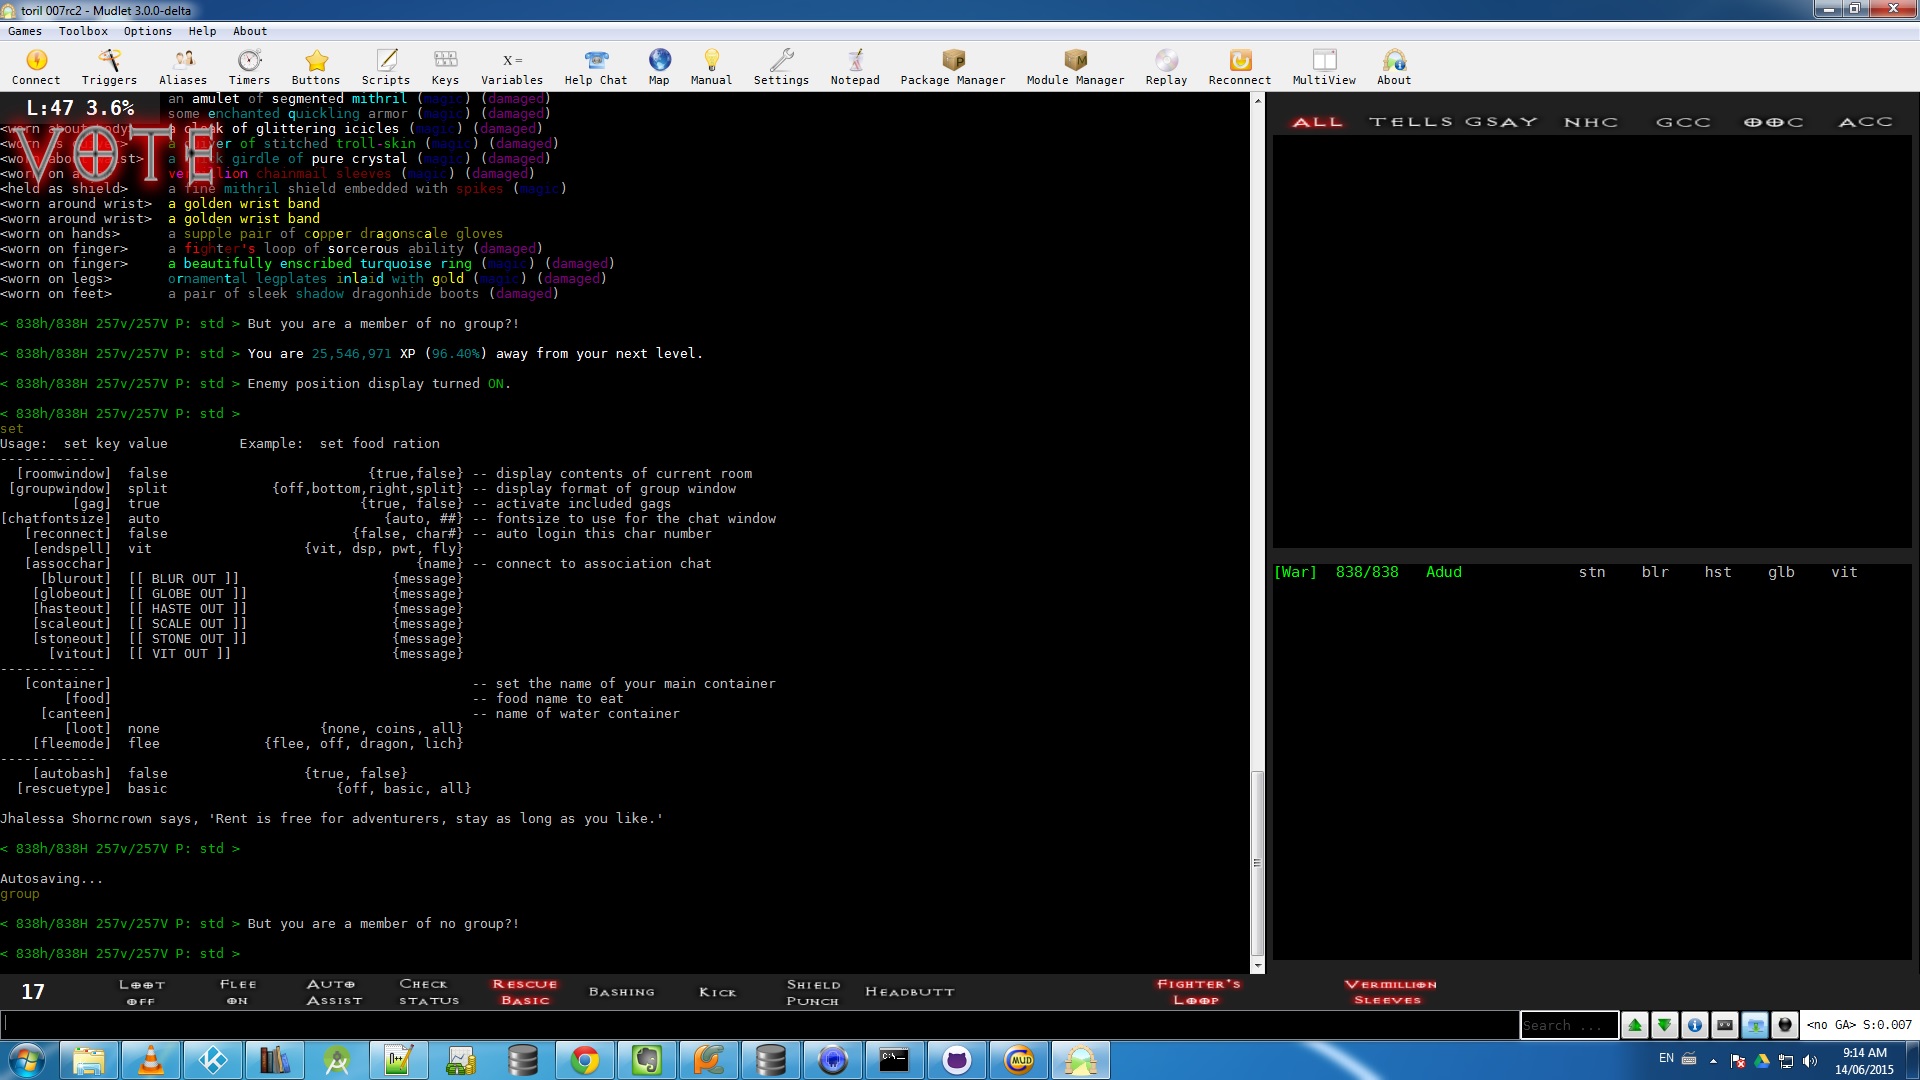 toril 007rc2 - Mudlet 3.0.0-delta
Games Toolbox Options Help About
Connect Triggers Aliases Timers Buttons Scripts Keys Variables Help Chat Map Manual Settings Notepad Package Manager Module Manager Replay Reconnect MultiView About
L:47 3.6%
VOTE
an amulet of segmented mithril (magic) (damaged)
some enchanted quickling armor (magic) (damaged)
<worn about body> a cloak of glittering icicles (magic) (damaged)
<worn as quiver> a quiver of stitched troll-skin (magic) (damaged)
<worn about waist> a thick girdle of pure crystal (magic) (damaged)
<worn on arms> vermillion chainmail sleeves (magic) (damaged)
<held as shield> a fine mithril shield embedded with spikes (magic)
<worn around wrist> a golden wrist band
<worn around wrist> a golden wrist band
<worn on hands> a supple pair of copper dragonscale gloves
<worn on finger> a fighter's loop of sorcerous ability (damaged)
<worn on finger> a beautifully enscribed turquoise ring (magic) (damaged)
<worn on legs> ornamental legplates inlaid with gold (magic) (damaged)
<worn on feet> a pair of sleek shadow dragonhide boots (damaged)
< 838h/838H 257v/257V P: std > But you are a member of no group?!
< 838h/838H 257v/257V P: std > You are 25,546,971 XP (96.40%) away from your next level.
< 838h/838H 257v/257V P: std > Enemy position display turned ON.
< 838h/838H 257v/257V P: std >
set
Usage: set key value Example: set food ration
------------
[roomwindow] false {true,false} -- display contents of current room
[groupwindow] split {off,bottom,right,split} -- display format of group window
[gag] true {true, false} -- activate included gags
[chatfontsize] auto {auto, ##} -- fontsize to use for the chat window
[reconnect] false {false, char#} -- auto login this char number
[endspell] vit {vit, dsp, pwt, fly}
[assocchar] {name} -- connect to association chat
[blurout] [[ BLUR OUT ]] {message}
[globeout] [[ GLOBE OUT ]] {message}
[hasteout] [[ HASTE OUT ]] {message}
[scaleout] [[ SCALE OUT ]] {message}
[stoneout] [[ STONE OUT ]] {message}
[vitout] [[ VIT OUT ]] {message}
------------
[container] -- set the name of your main container
[food] -- food name to eat
[canteen] -- name of water container
[loot] none {none, coins, all}
[fleemode] flee {flee, off, dragon, lich}
------------
[autobash] false {true, false}
[rescuetype] basic {off, basic, all}
Jhalessa Shorncrown says, 'Rent is free for adventurers, stay as long as you like.'
< 838h/838H 257v/257V P: std >
Autosaving...
group
< 838h/838H 257v/257V P: std > But you are a member of no group?!
< 838h/838H 257v/257V P: std >
ALL TELLS GSAY NHC GCC OOC ACC
[War] 838/838 Adud stn blr hst glb vit
17
LOOT OFF
FLEE ON
AUTO ASSIST
CHECK STATUS
RESCUE BASIC
BASHING
KICK
SHIELD PUNCH
HEADBUTT
FIGHTER'S LOOP
VERMILLION SLEEVES
Search ...
<no GA> S:0.007
EN
9:14 AM
14/06/2015